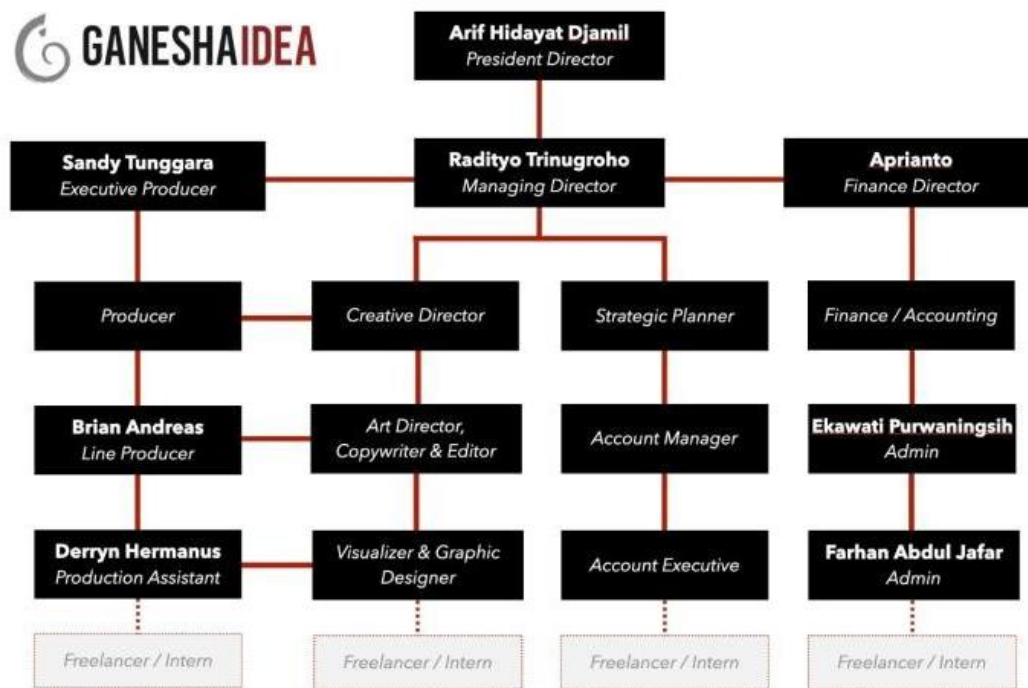 GANESHAIDEA
Arif Hidayat Djamil
President Director
Sandy Tunggara
Executive Producer
Radityo Trinugroho
Managing Director
Aprianto
Finance Director
Producer
Creative Director
Strategic Planner
Finance / Accounting
Brian Andreas
Line Producer
Art Director,
Copywriter & Editor
Account Manager
Ekawati Purwaningsih
Admin
Derryn Hermanus
Production Assistant
Visualizer & Graphic
Designer
Account Executive
Farhan Abdul Jafar
Admin
Freelancer / Intern
Freelancer / Intern
Freelancer / Intern
Freelancer / Intern